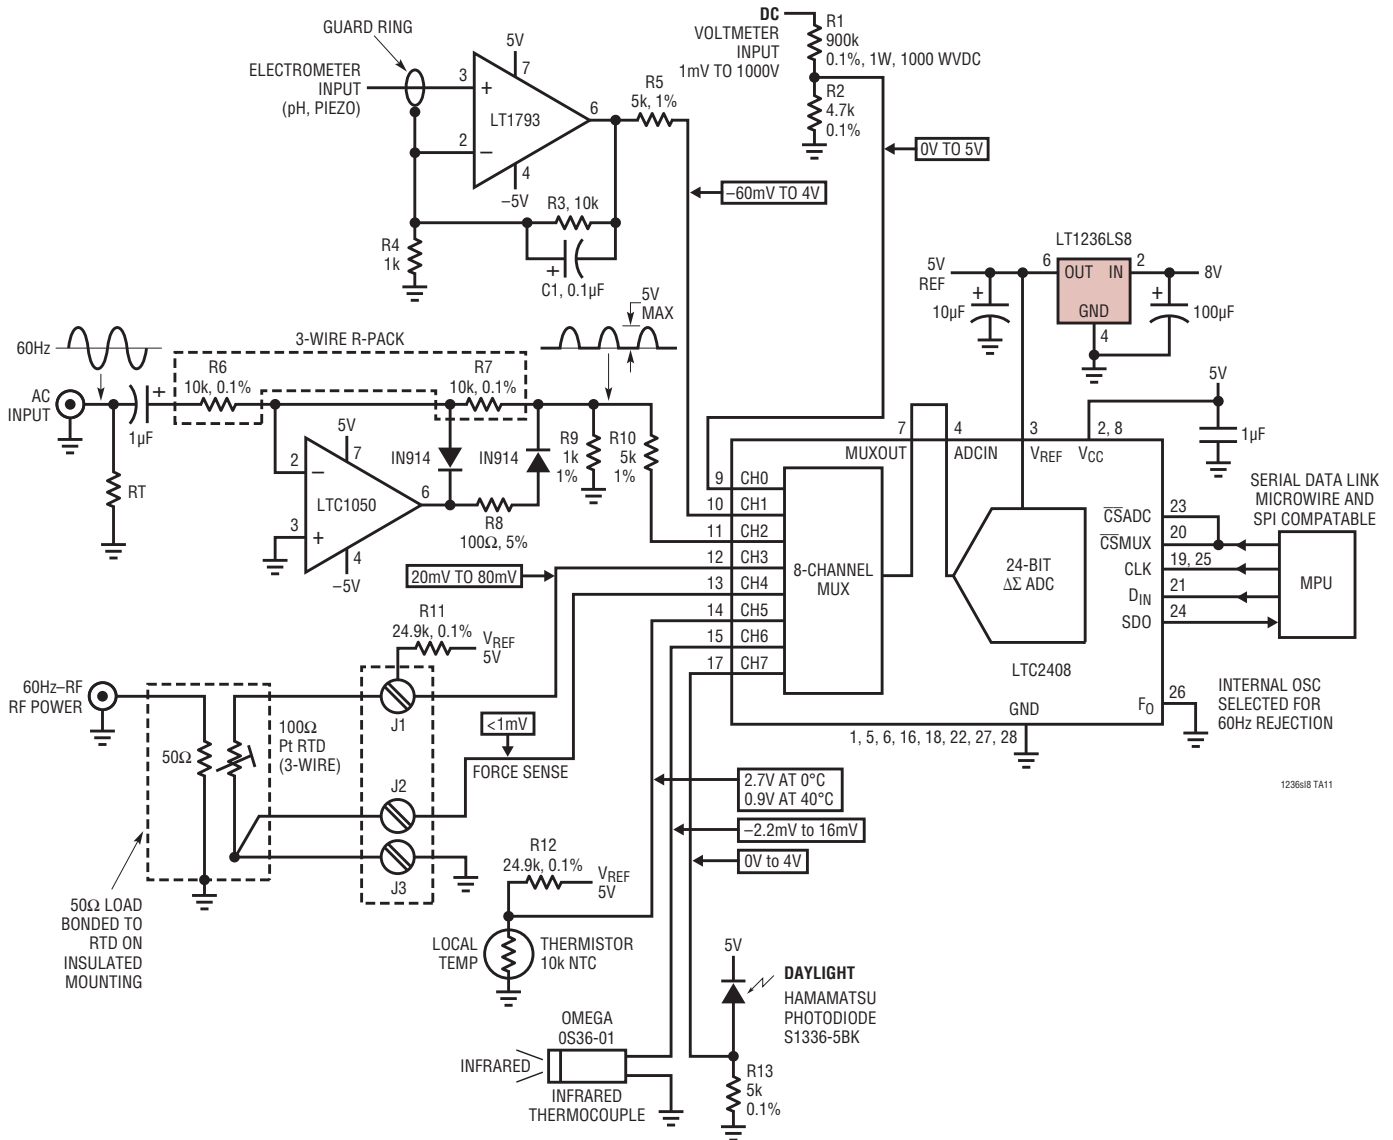 GUARD RING
ELECTROMETER
INPUT
(pH, PIEZO)
3
+
2
–
5V
7
LT1793
6
4
–5V
R5
5k, 1%
R3, 10k
R4
1k
+
C1, 0.1µF
–60mV TO 4V
DC
VOLTMETER
INPUT
1mV TO 1000V
R1
900k
0.1%, 1W, 1000 WVDC
R2
4.7k
0.1%
0V TO 5V
LT1236LS8
5V
REF
6
OUT
IN
2
8V
GND
4
+
10µF
+
100µF
60Hz
AC
INPUT
+
1µF
RT
3-WIRE R-PACK
R6
10k, 0.1%
R7
10k, 0.1%
5V
MAX
5V
7
2
–
3
+
LTC1050
6
4
–5V
IN914
IN914
R8
100Ω, 5%
R9
1k
1%
R10
5k
1%
20mV TO 80mV
7
4
3
2, 8
MUXOUT
ADCIN
VREF
VCC
5V
1µF
9
CH0
10
CH1
11
CH2
12
CH3
13
CH4
14
CH5
15
CH6
17
CH7
8-CHANNEL
MUX
24-BIT
ΔΣ ADC
LTC2408
GND
1, 5, 6, 16, 18, 22, 27, 28
CSADC
23
CSMUX
20
CLK
19, 25
DIN
21
SDO
24
FO
26
SERIAL DATA LINK
MICROWIRE AND
SPI COMPATABLE
MPU
INTERNAL OSC
SELECTED FOR
60Hz REJECTION
1236sl8 TA11
R11
24.9k, 0.1%
VREF
5V
60Hz–RF
RF POWER
50Ω
100Ω
Pt RTD
(3-WIRE)
J1
J2
J3
<1mV
FORCE SENSE
50Ω LOAD
BONDED TO
RTD ON
INSULATED
MOUNTING
2.7V AT 0°C
0.9V AT 40°C
–2.2mV to 16mV
0V to 4V
R12
24.9k, 0.1%
VREF
5V
LOCAL
TEMP
THERMISTOR
10k NTC
5V
DAYLIGHT
HAMAMATSU
PHOTODIODE
S1336-5BK
OMEGA
0S36-01
INFRARED
INFRARED
THERMOCOUPLE
R13
5k
0.1%